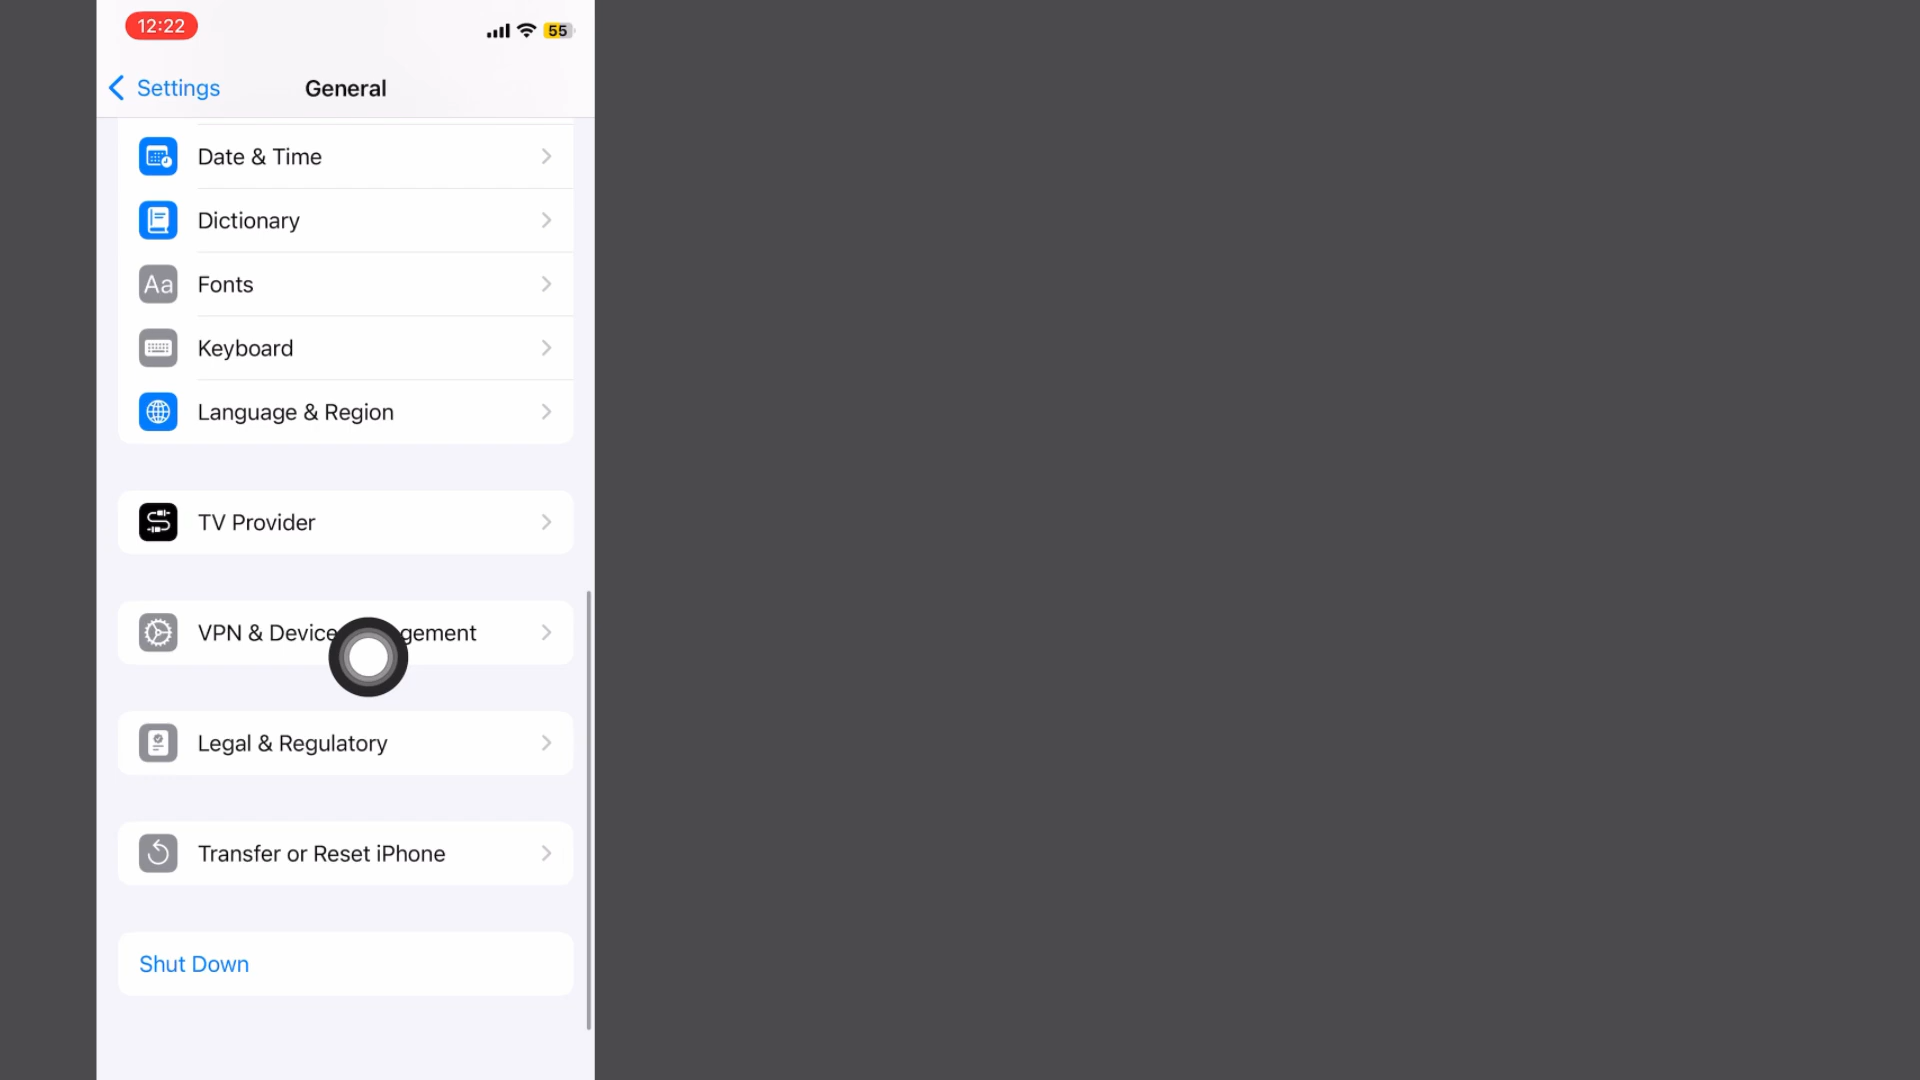 12:22
55
Settings
General
Date & Time
Dictionary
Aa
Fonts
Keyboard
Language & Region
TV Provider
VPN & Device gement
Legal & Regulatory
Transfer or Reset iPhone
Shut Down